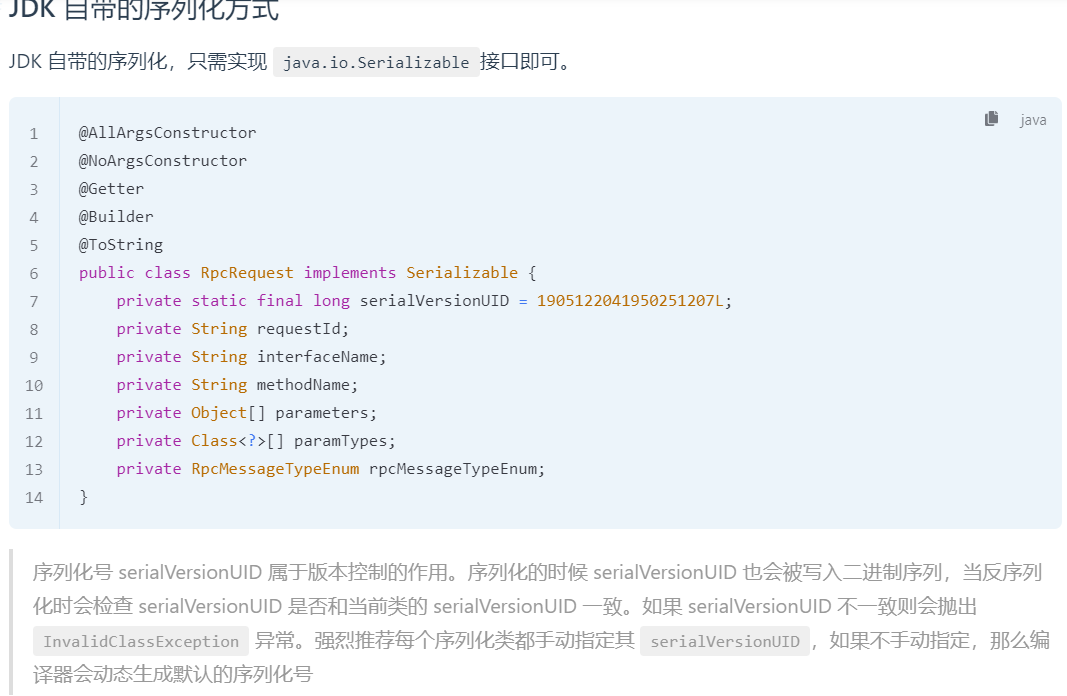 JDK 自带的序列化方式
JDK 自带的序列化，只需实现 java.io.Serializable 接口即可。
java
1 @AllArgsConstructor
2 @NoArgsConstructor
3 @Getter
4 @Builder
5 @ToString
6 public class RpcRequest implements Serializable {
7 private static final long serialVersionUID = 1905122041950251207L;
8 private String requestId;
9 private String interfaceName;
10 private String methodName;
11 private Object[] parameters;
12 private Class<?>[] paramTypes;
13 private RpcMessageTypeEnum rpcMessageTypeEnum;
14 }
序列化号 serialVersionUID 属于版本控制的作用。序列化的时候 serialVersionUID 也会被写入二进制序列，当反序列
化时会检查 serialVersionUID 是否和当前类的 serialVersionUID 一致。如果 serialVersionUID 不一致则会抛出
InvalidClassException 异常。强烈推荐每个序列化类都手动指定其 serialVersionUID ，如果不手动指定，那么编
译器会动态生成默认的序列化号